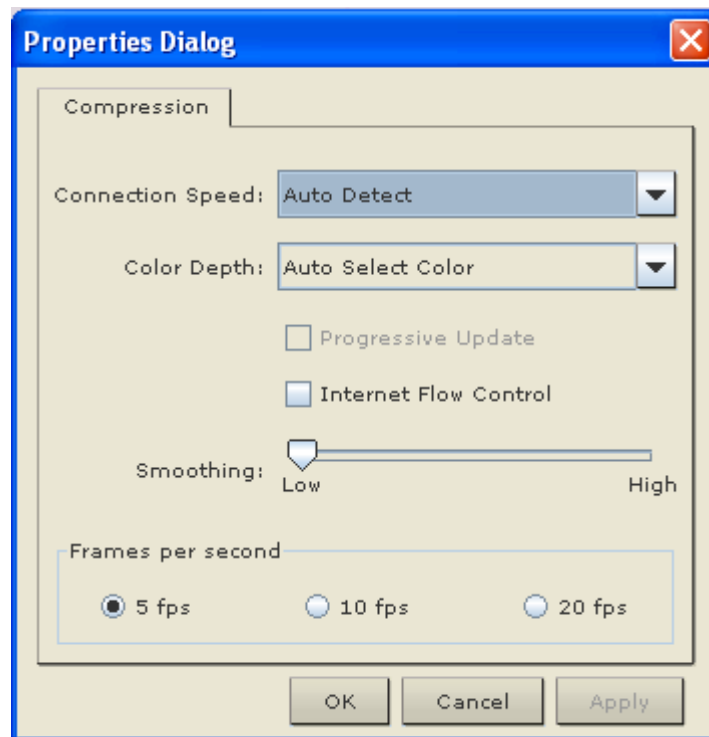 Properties Dialog
Compression
Connection Speed: Auto Detect
Color Depth: Auto Select Color
Progressive Update
Internet Flow Control
Smoothing:
Low High
Frames per second
5 fps 10 fps 20 fps
OK Cancel Apply